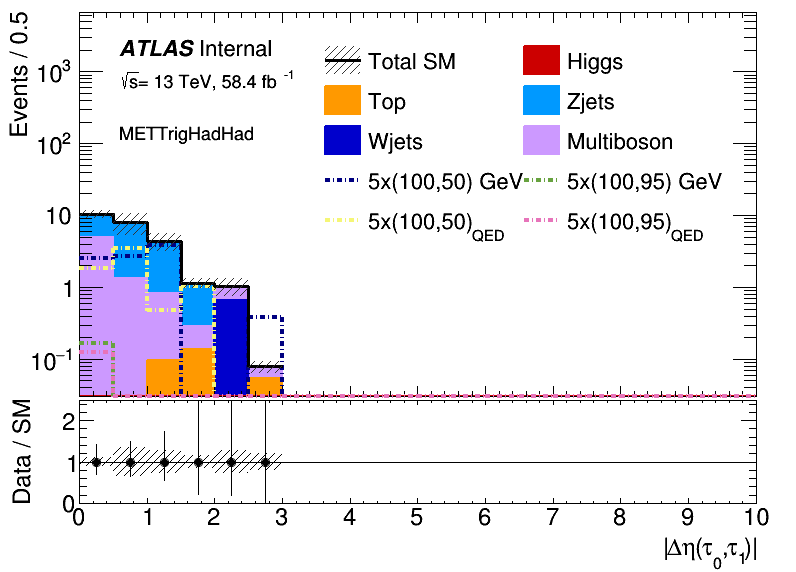 Events / 0.5
ATLAS Internal
√s= 13 TeV, 58.4 fb⁻¹
METTrigHadHad
Total SM
Higgs
Top
Zjets
Wjets
Multiboson
5x(100,50) GeV
5x(100,95) GeV
5x(100,50)_QED
5x(100,95)_QED
10³
10²
10
1
10⁻¹
Data / SM
2
1
0
0 1 2 3 4 5 6 7 8 9 10
|Δη(τ₀,τ₁)|